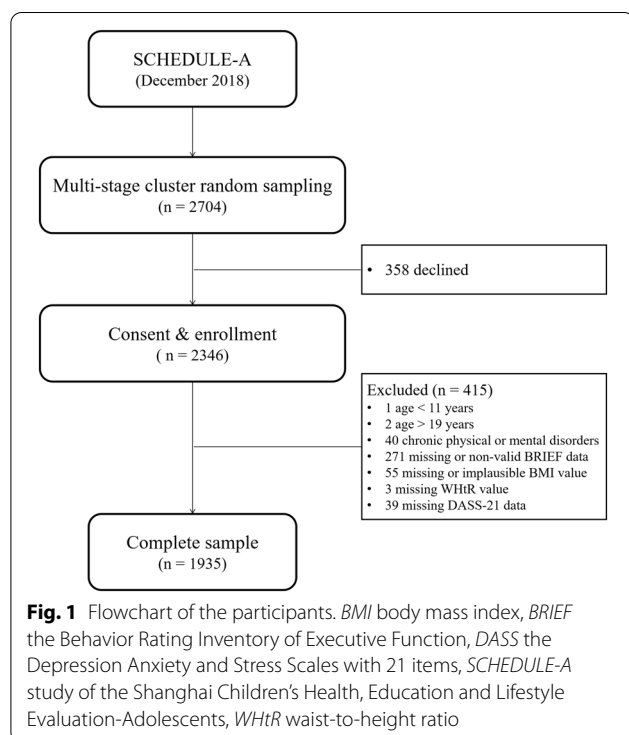 SCHEDULE-A
(December 2018)
Multi-stage cluster random sampling
(n = 2704)
• 358 declined
Consent & enrollment
( n = 2346)
Excluded (n = 415)
• 1 age < 11 years
• 2 age > 19 years
• 40 chronic physical or mental disorders
• 271 missing or non-valid BRIEF data
• 55 missing or implausible BMI value
• 3 missing WHtR value
• 39 missing DASS-21 data
Complete sample
(n = 1935)
Fig. 1 Flowchart of the participants. BMI body mass index, BRIEF
the Behavior Rating Inventory of Executive Function, DASS the
Depression Anxiety and Stress Scales with 21 items, SCHEDULE-A
study of the Shanghai Children's Health, Education and Lifestyle
Evaluation-Adolescents, WHtR waist-to-height ratio